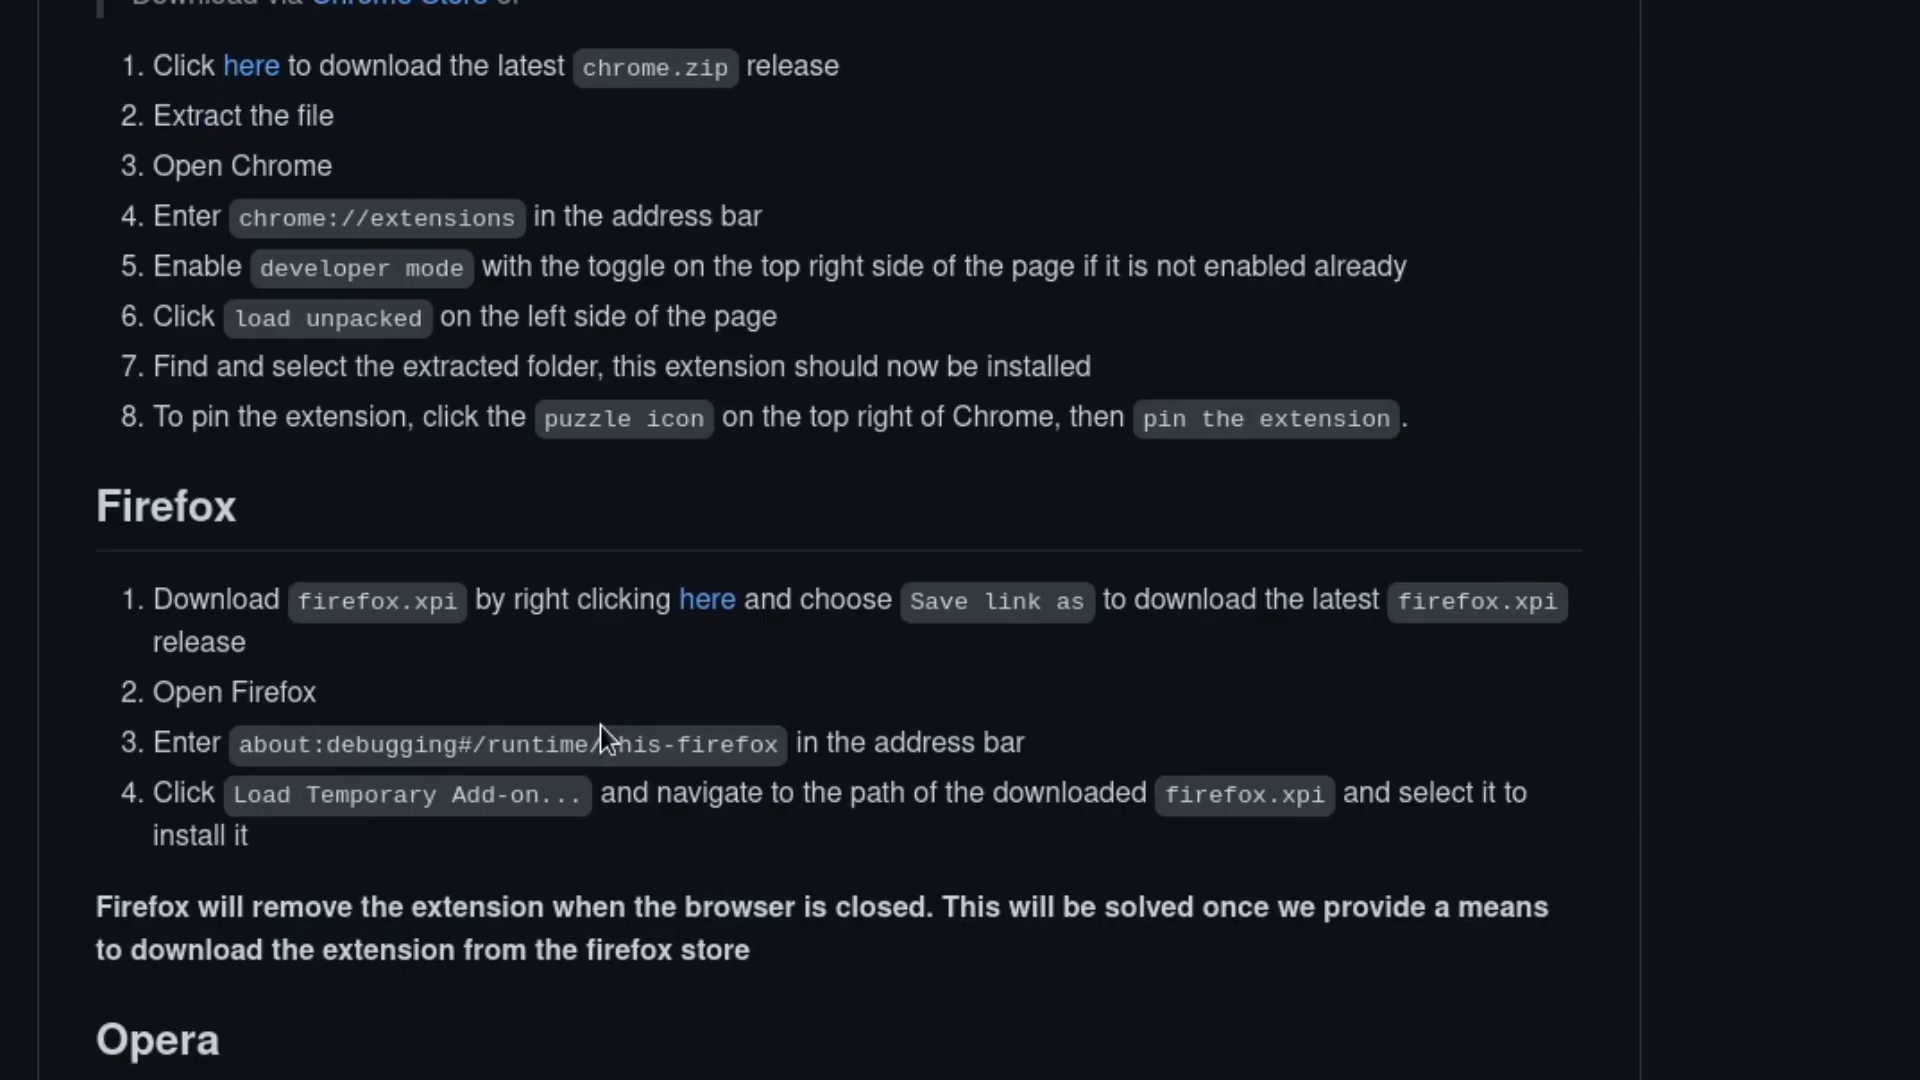 Download via Chrome Store or
1. Click here to download the latest chrome.zip release
2. Extract the file
3. Open Chrome
4. Enter chrome://extensions in the address bar
5. Enable developer mode with the toggle on the top right side of the page if it is not enabled already
6. Click load unpacked on the left side of the page
7. Find and select the extracted folder, this extension should now be installed
8. To pin the extension, click the puzzle icon on the top right of Chrome, then pin the extension.
Firefox
1. Download firefox.xpi by right clicking here and choose Save link as to download the latest firefox.xpi
release
2. Open Firefox
3. Enter about:debugging#/runtime/this-firefox in the address bar
4. Click Load Temporary Add-on... and navigate to the path of the downloaded firefox.xpi and select it to
install it
Firefox will remove the extension when the browser is closed. This will be solved once we provide a means
to download the extension from the firefox store
Opera